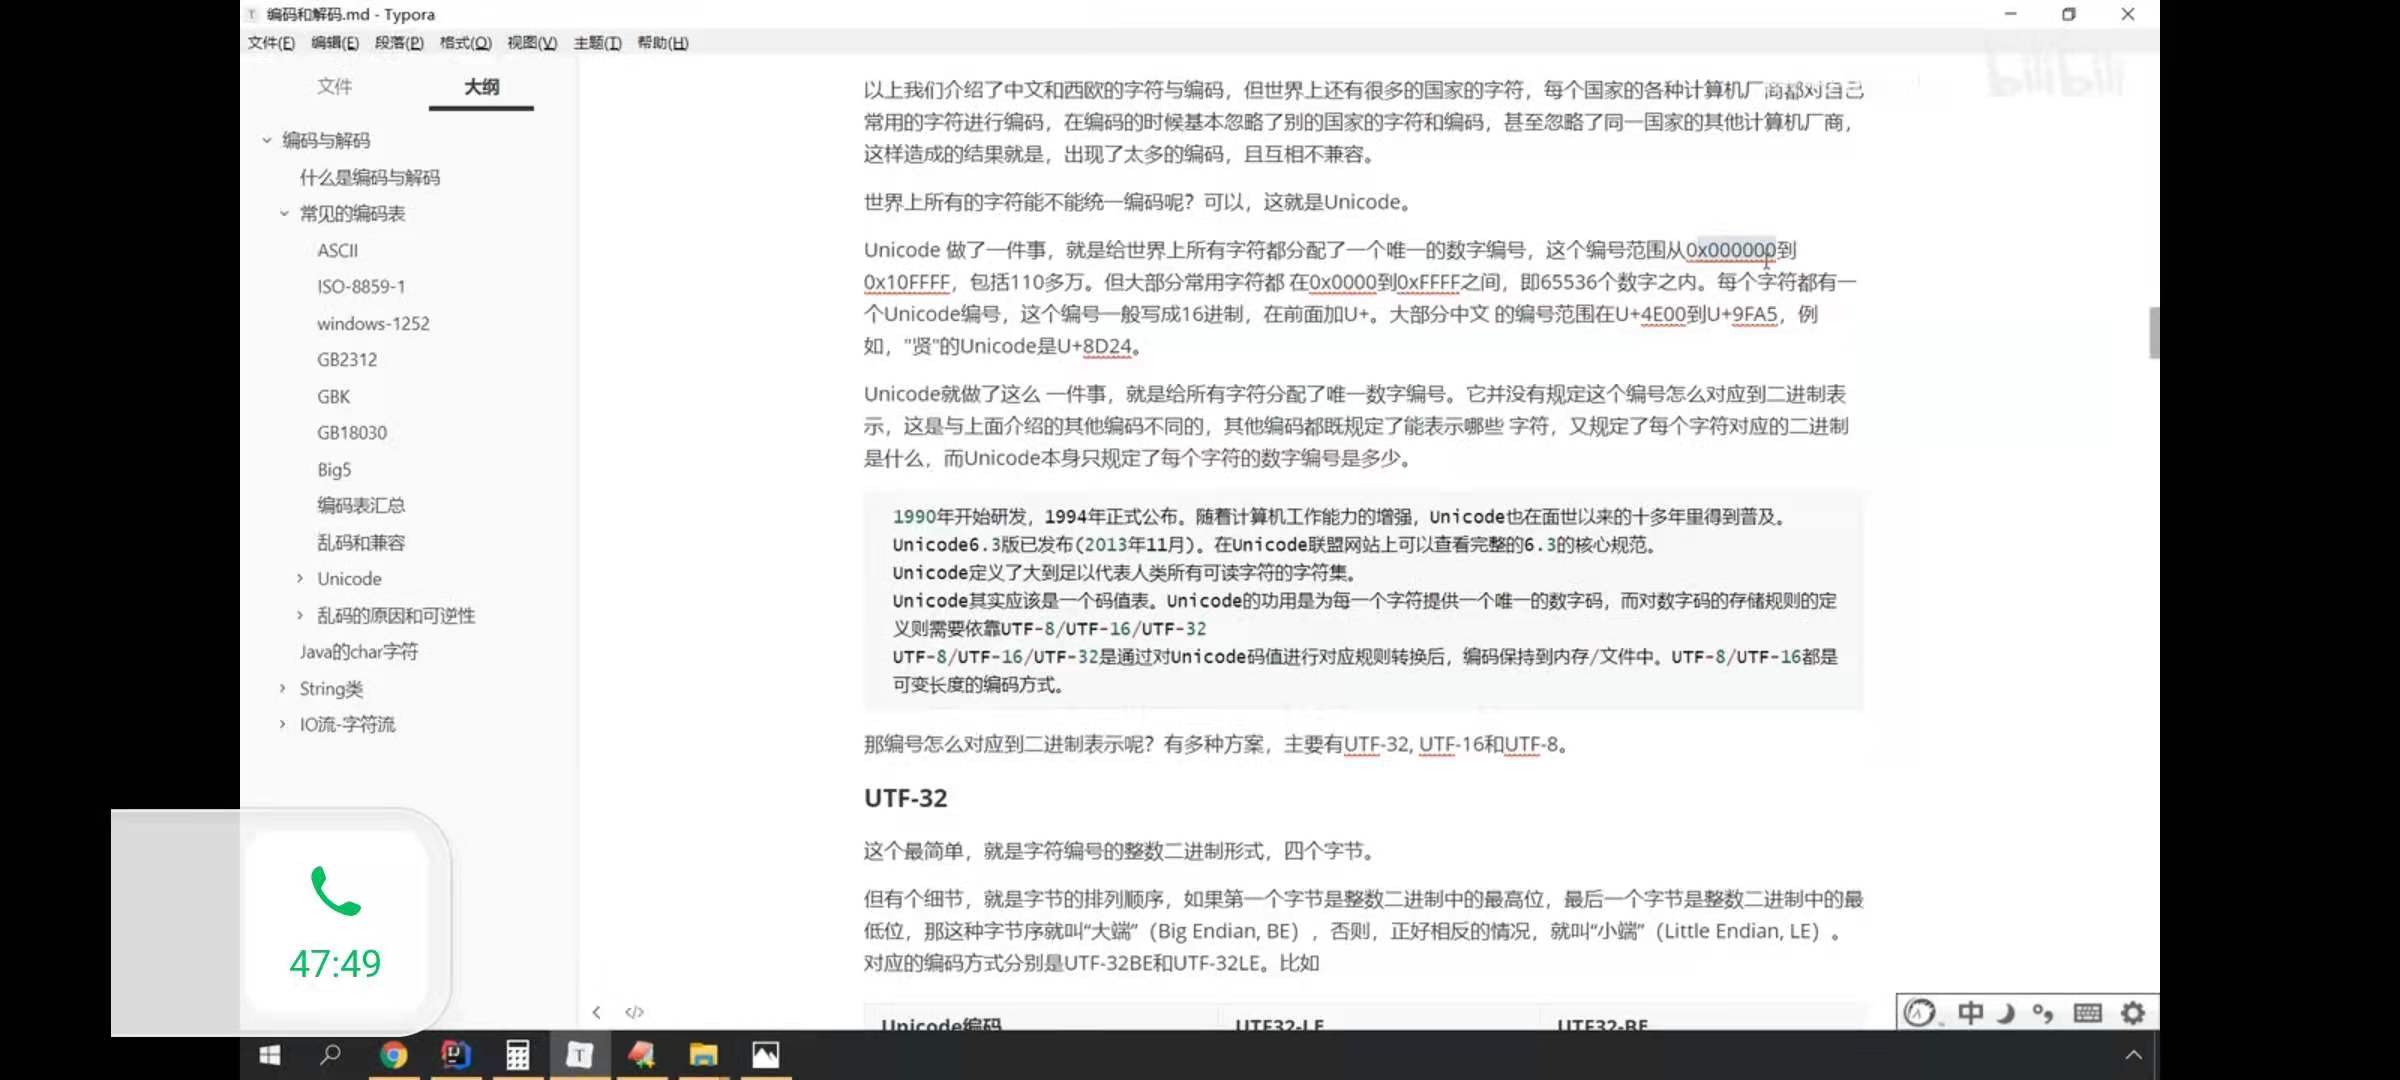 编码和解码.md - Typora
文件(F) 编辑(E) 段落(P) 格式(O) 视图(V) 主题(T) 帮助(H)
文件 大纲
编码与解码
什么是编码与解码
常见的编码表
ASCII
ISO-8859-1
windows-1252
GB2312
GBK
GB18030
Big5
编码表汇总
乱码和兼容
Unicode
乱码的原因和可逆性
Java的char字符
String类
IO流-字符流
47:49
bilibili
以上我们介绍了中文和西欧的字符与编码，但世界上还有很多的国家的字符，每个国家的各种计算机厂商都对自己
常用的字符进行编码，在编码的时候基本忽略了别的国家的字符和编码，甚至忽略了同一国家的其他计算机厂商，
这样造成的结果就是，出现了太多的编码，且互相不兼容。
世界上所有的字符能不能统一编码呢？可以，这就是Unicode。
Unicode 做了一件事，就是给世界上所有字符都分配了一个唯一的数字编号，这个编号范围从0x000000到
0x10FFFF，包括110多万。但大部分常用字符都 在0x0000到0xFFFF之间，即65536个数字之内。每个字符都有一
个Unicode编号，这个编号一般写成16进制，在前面加U+。大部分中文 的编号范围在U+4E00到U+9FA5，例
如，"贤"的Unicode是U+8D24。
Unicode就做了这么 一件事，就是给所有字符分配了唯一数字编号。它并没有规定这个编号怎么对应到二进制表
示，这是与上面介绍的其他编码不同的，其他编码都既规定了能表示哪些 字符，又规定了每个字符对应的二进制
是什么，而Unicode本身只规定了每个字符的数字编号是多少。
1990年开始研发，1994年正式公布。随着计算机工作能力的增强，Unicode也在面世以来的十多年里得到普及。
Unicode6.3版已发布(2013年11月)。在Unicode联盟网站上可以查看完整的6.3的核心规范。
Unicode定义了大到足以代表人类所有可读字符的字符集。
Unicode其实应该是一个码值表。Unicode的功用是为每一个字符提供一个唯一的数字码，而对数字码的存储规则的定
义则需要依靠UTF-8/UTF-16/UTF-32
UTF-8/UTF-16/UTF-32是通过对Unicode码值进行对应规则转换后，编码保持到内存/文件中。UTF-8/UTF-16都是
可变长度的编码方式。
那编号怎么对应到二进制表示呢？有多种方案，主要有UTF-32, UTF-16和UTF-8。
UTF-32
这个最简单，就是字符编号的整数二进制形式，四个字节。
但有个细节，就是字节的排列顺序，如果第一个字节是整数二进制中的最高位，最后一个字节是整数二进制中的最
低位，那这种字节序就叫“大端”（Big Endian, BE），否则，正好相反的情况，就叫“小端”（Little Endian, LE）。
对应的编码方式分别是UTF-32BE和UTF-32LE。比如
Unicode编码 UTF32-LE UTF32-BE
中